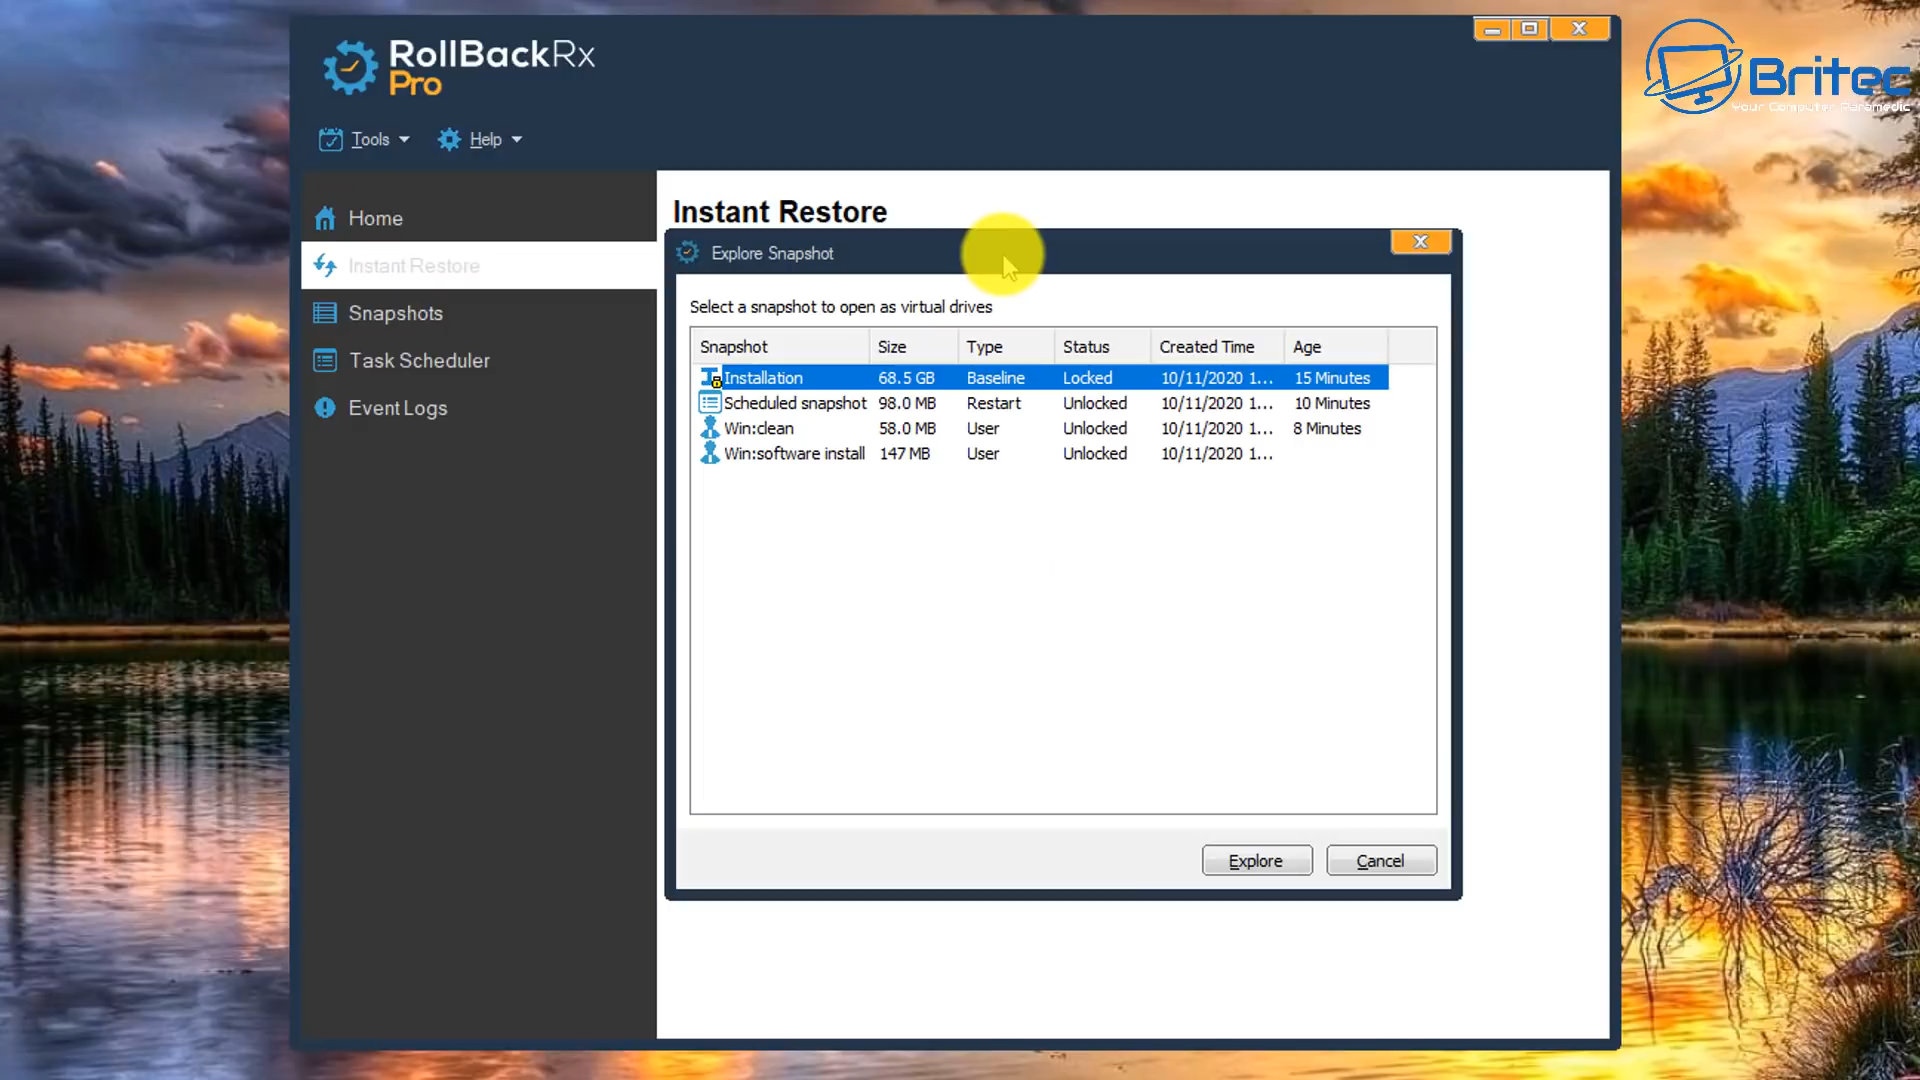 RollBackRx
Pro
Britec
Your Computer Paramedic
Tools Help
Home
Instant Restore
Snapshots
Task Scheduler
Event Logs
Instant Restore
Explore Snapshot
Select a snapshot to open as virtual drives
Snapshot Size Type Status Created Time Age
Installation 68.5 GB Baseline Locked 10/11/2020 1... 15 Minutes
Scheduled snapshot 98.0 MB Restart Unlocked 10/11/2020 1... 10 Minutes
Win:clean 58.0 MB User Unlocked 10/11/2020 1... 8 Minutes
Win:software install 147 MB User Unlocked 10/11/2020 1...
Explore Cancel